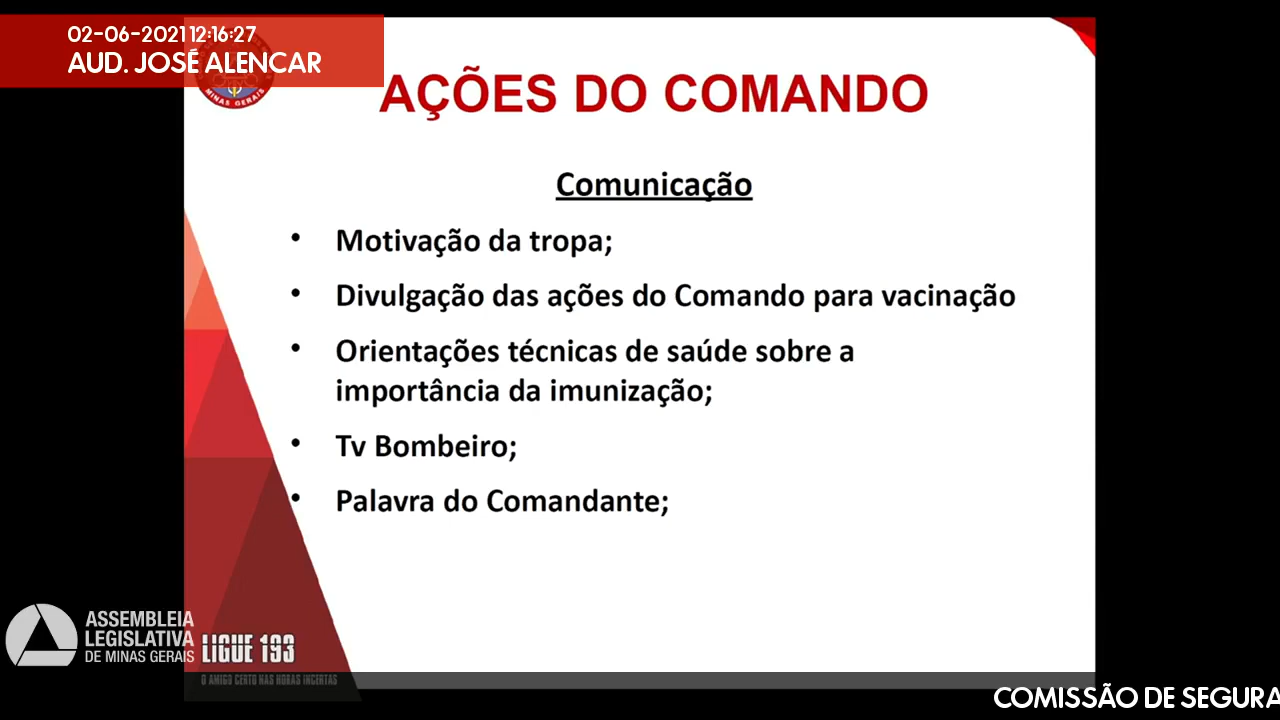 02-06-2021 12:16:27
AUD. JOSÉ ALENCAR
MINAS GERAIS
AÇÕES DO COMANDO
Comunicação
• Motivação da tropa;
• Divulgação das ações do Comando para vacinação
• Orientações técnicas de saúde sobre a
importância da imunização;
• Tv Bombeiro;
• Palavra do Comandante;
ASSEMBLEIA
LEGISLATIVA
DE MINAS GERAIS
LIGUE 193
O AMIGO CERTO NAS HORAS INCERTAS
COMISSÃO DE SEGURA